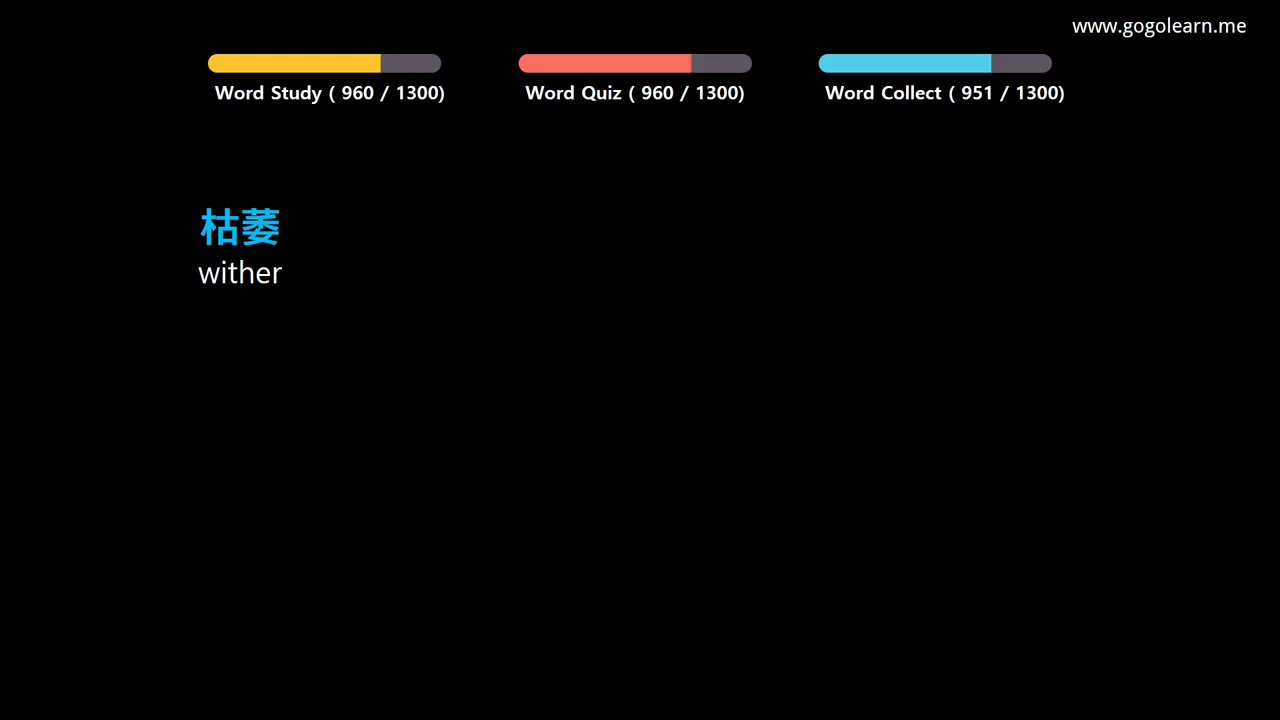 www.gogolearn.me
Word Study ( 960 / 1300)
Word Quiz ( 960 / 1300)
Word Collect ( 951 / 1300)
枯萎
wither